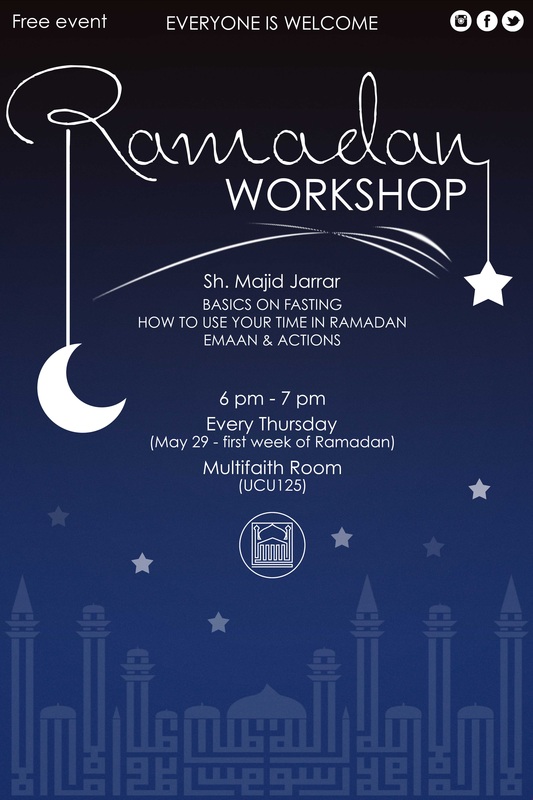 Free event
EVERYONE IS WELCOME
Ramadan
WORKSHOP
Sh. Majid Jarrar
BASICS ON FASTING
HOW TO USE YOUR TIME IN RAMADAN
EMAAN & ACTIONS
6 pm - 7 pm
Every Thursday
(May 29 - first week of Ramadan)
Multifaith Room
(UCU125)